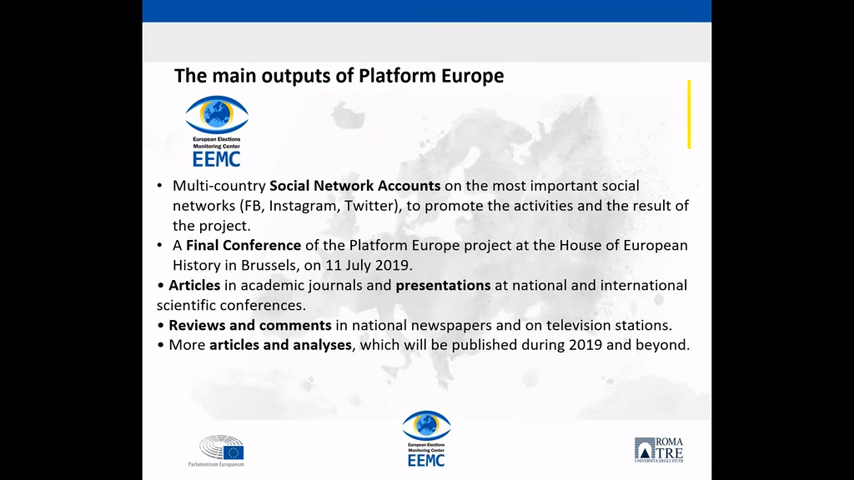 The main outputs of Platform Europe
European Elections
Monitoring Center
EEMC
• Multi-country Social Network Accounts on the most important social
networks (FB, Instagram, Twitter), to promote the activities and the result of
the project.
• A Final Conference of the Platform Europe project at the House of European
History in Brussels, on 11 July 2019.
• Articles in academic journals and presentations at national and international
scientific conferences.
• Reviews and comments in national newspapers and on television stations.
• More articles and analyses, which will be published during 2019 and beyond.
Parlamentum Europaeum
European Elections
Monitoring Center
EEMC
ROMA
TRE
UNIVERSITÀ DEGLI STUDI